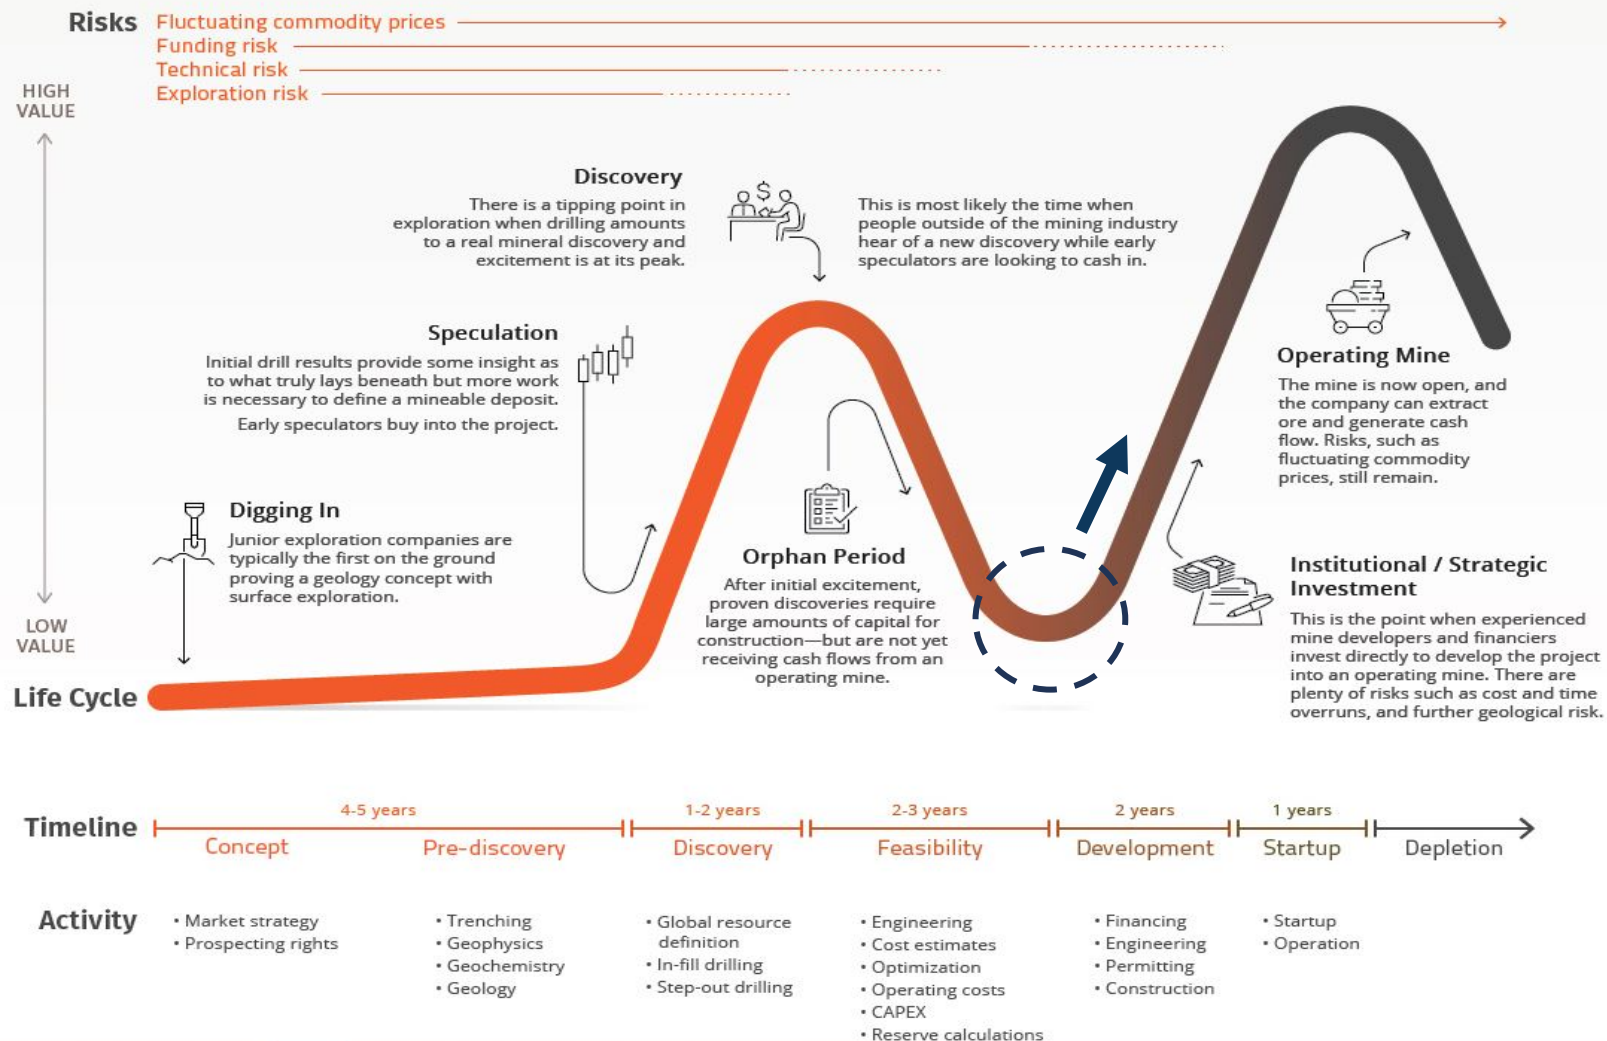 Risks
Fluctuating commodity prices
Funding risk
Technical risk
Exploration risk
HIGH
VALUE
LOW
VALUE
Discovery
There is a tipping point in
exploration when drilling amounts
to a real mineral discovery and
excitement is at its peak.
$
This is most likely the time when
people outside of the mining industry
hear of a new discovery while early
speculators are looking to cash in.
Speculation
Initial drill results provide some insight as
to what truly lays beneath but more work
is necessary to define a mineable deposit.
Early speculators buy into the project.
Digging In
Junior exploration companies are
typically the first on the ground
proving a geology concept with
surface exploration.
Orphan Period
After initial excitement,
proven discoveries require
large amounts of capital for
construction—but are not yet
receiving cash flows from an
operating mine.
Operating Mine
The mine is now open, and
the company can extract
ore and generate cash
flow. Risks, such as
fluctuating commodity
prices, still remain.
Institutional / Strategic
Investment
This is the point when experienced
mine developers and financiers
invest directly to develop the project
into an operating mine. There are
plenty of risks such as cost and time
overruns, and further geological risk.
Life Cycle
Timeline
4-5 years
1-2 years
2-3 years
2 years
1 years
Concept
Pre-discovery
Discovery
Feasibility
Development
Startup
Depletion
Activity
• Market strategy
• Prospecting rights
• Trenching
• Geophysics
• Geochemistry
• Geology
• Global resource
definition
• In-fill drilling
• Step-out drilling
• Engineering
• Cost estimates
• Optimization
• Operating costs
• CAPEX
• Reserve calculations
• Financing
• Engineering
• Permitting
• Construction
• Startup
• Operation